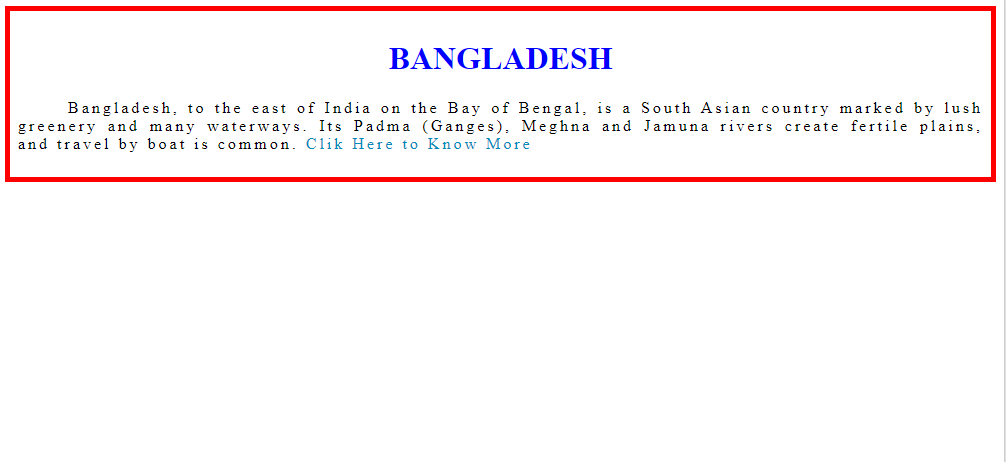 BANGLADESH
Bangladesh, to the east of India on the Bay of Bengal, is a South Asian country marked by lush
greenery and many waterways. Its Padma (Ganges), Meghna and Jamuna rivers create fertile plains,
and travel by boat is common. Clik Here to Know More